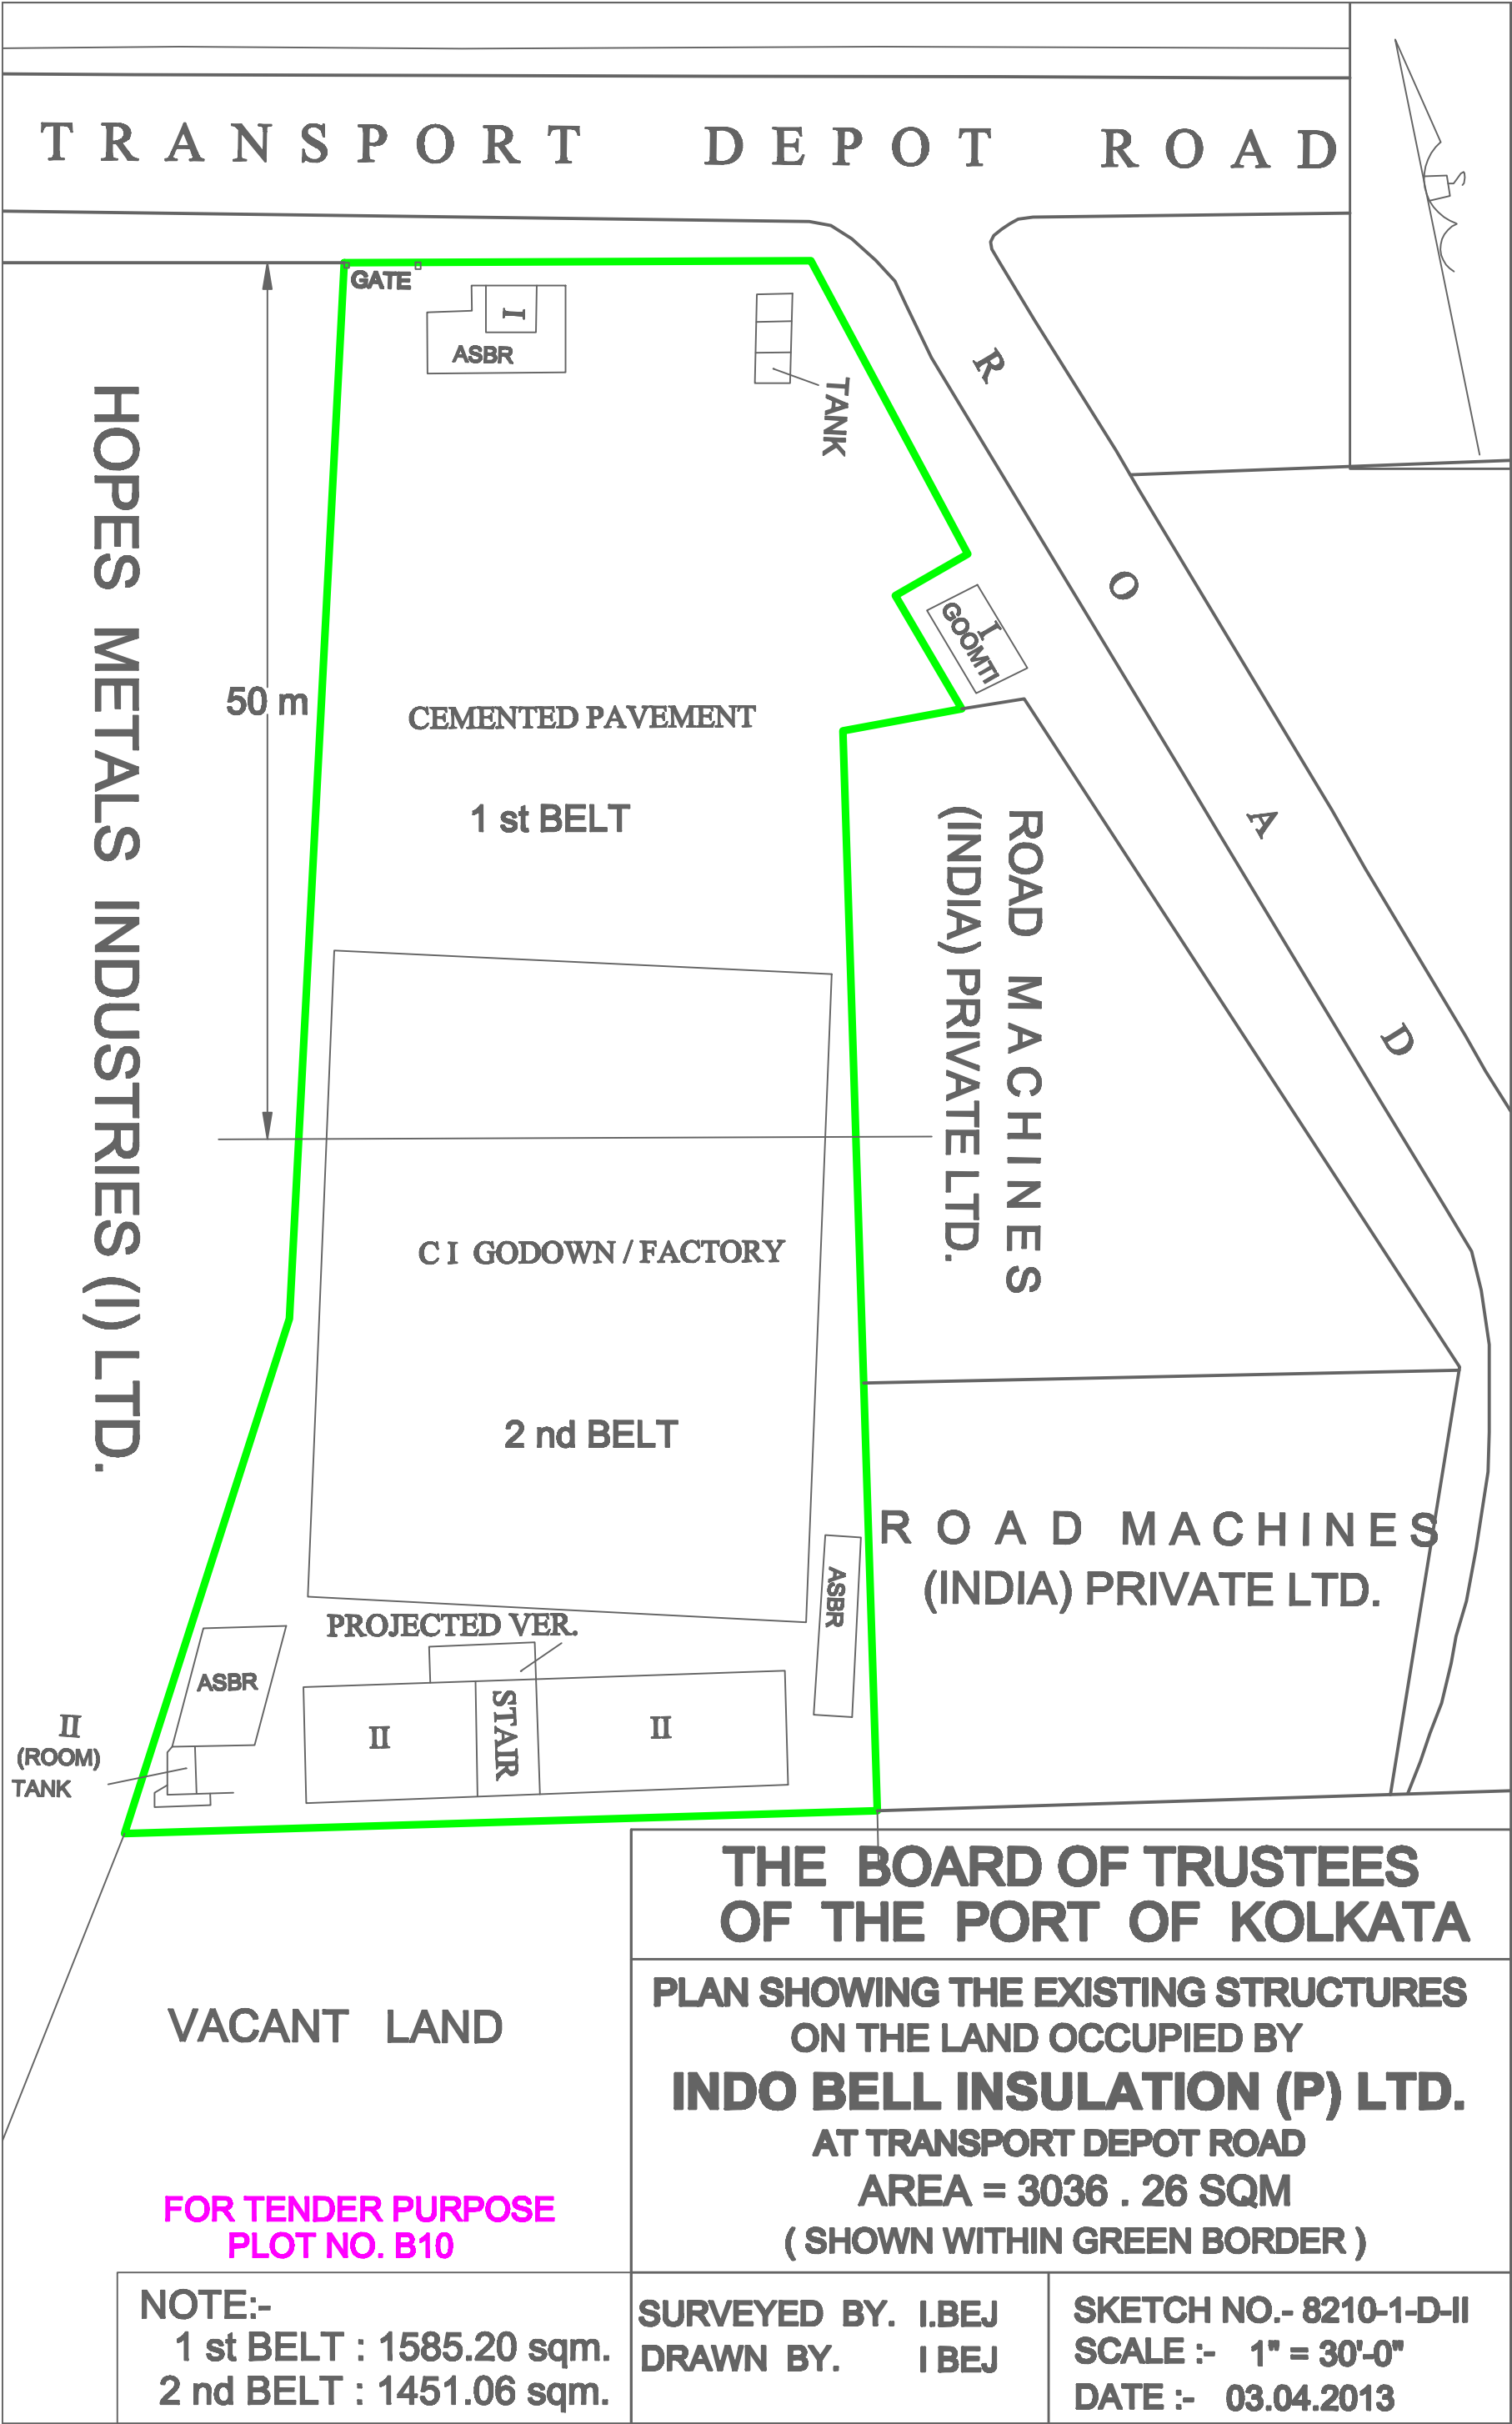 TRANSPORT DEPOT ROAD
GATE
I
ASBR
TANK
ROAD
HOPES METALS INDUSTRIES (I) LTD.
I
GOOMTI
50 m
CEMENTED PAVEMENT
1 st BELT
ROAD MACHINES
(INDIA) PRIVATE LTD.
C I GODOWN / FACTORY
2 nd BELT
ROAD MACHINES
(INDIA) PRIVATE LTD.
ASBR
PROJECTED VER.
ASBR
II
(ROOM)
TANK
II
STAIR
II
VACANT LAND
FOR TENDER PURPOSE
PLOT NO. B10
THE BOARD OF TRUSTEES
OF THE PORT OF KOLKATA
PLAN SHOWING THE EXISTING STRUCTURES
ON THE LAND OCCUPIED BY
INDO BELL INSULATION (P) LTD.
AT TRANSPORT DEPOT ROAD
AREA = 3036 . 26 SQM
( SHOWN WITHIN GREEN BORDER )
NOTE:-
1 st BELT : 1585.20 sqm.
2 nd BELT : 1451.06 sqm.
SURVEYED BY. I.BEJ
DRAWN BY. I BEJ
SKETCH NO.- 8210-1-D-II
SCALE :- 1" = 30'-0"
DATE :- 03.04.2013